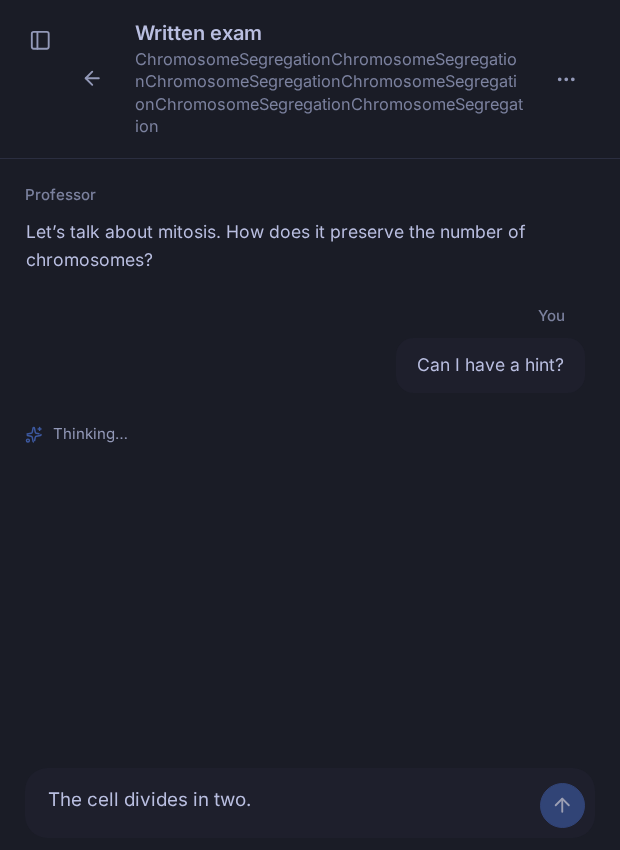 Written exam
ChromosomeSegregationChromosomeSegregatio
nChromosomeSegregationChromosomeSegregati
onChromosomeSegregationChromosomeSegregat
ion
Professor
Let’s talk about mitosis. How does it preserve the number of
chromosomes?
You
Can I have a hint?
Thinking...
The cell divides in two.